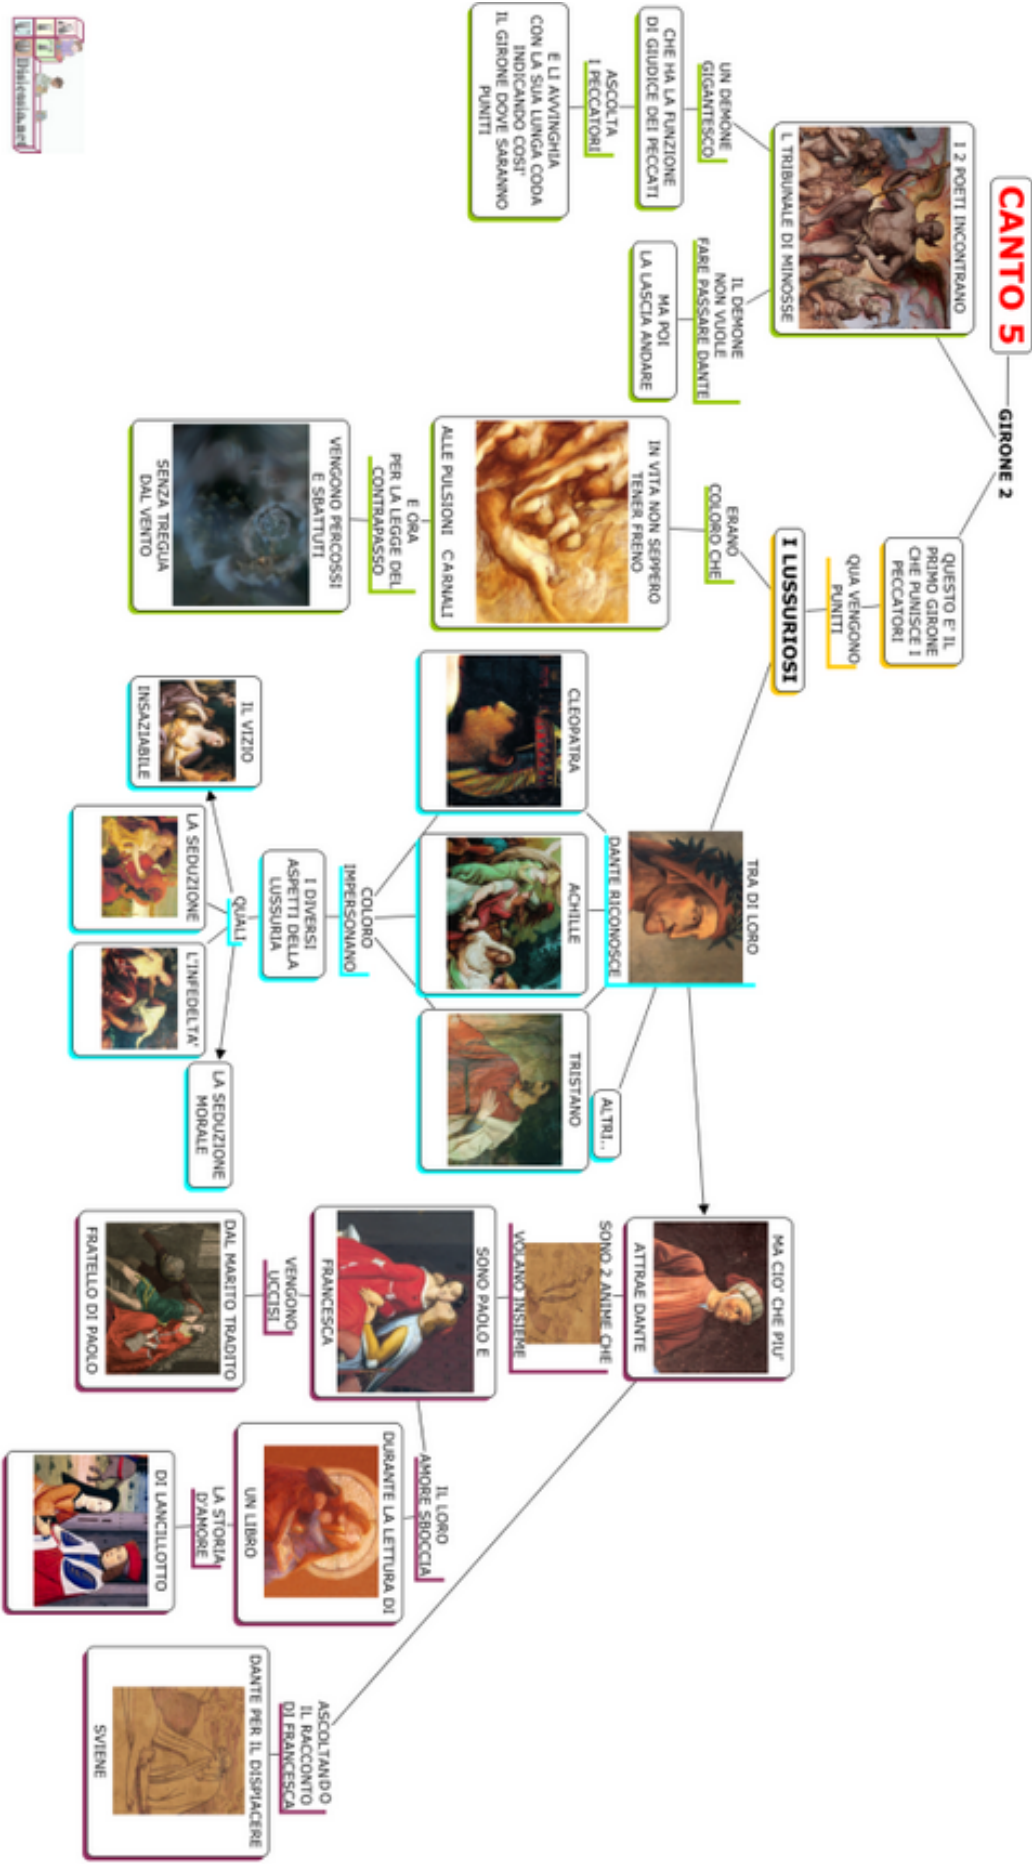 CANTO 5
GIRONE 2
I 2 POETI INCONTRANO
L TRIBUNALE DI MINOSSE
UN DEMONE
GIGANTESCO
CHE HA LA FUNZIONE
DI GIUDICE DEI PECCATI
ASCOLTA
I PECCATORI
E LI AVVINGHIA
CON LA SUA LUNGA CODA
INDICANDO COSI'
IL GIRONE DOVE SARANNO
PUNITI
IL DEMONE
NON VUOLE
FARE PASSARE DANTE
MA POI
LA LASCIA ANDARE
QUESTO E' IL
PRIMO GIRONE
CHE PUNISCE I
PECCATORI
QUA VENGONO
PUNITI
I LUSSURIOSI
ERANO
COLORO CHE
IN VITA NON SEPPERO
TENER FRENO
ALLE PULSIONI CARNALI
E ORA
PER LA LEGGE DEL
CONTRAPASSO
VENGONO PERCOSSI
E SBATTUTI
SENZA TREGUA
DAL VENTO
TRA DI LORO
DANTE RICONOSCE
CLEOPATRA
ACHILLE
TRISTANO
ALTRI..
COLORO
IMPERSONANO
I DIVERSI
ASPETTI DELLA
LUSSURIA
QUALI
IL VIZIO
INSAZIABILE
LA SEDUZIONE
L'INFEDELTA'
LA SEDUZIONE
MORALE
MA CIO' CHE PIU'
ATTRAE DANTE
SONO 2 ANIME CHE
VOLANO INSIEME
SONO PAOLO E
FRANCESCA
VENGONO
UCCISI
DAL MARITO TRADITO
FRATELLO DI PAOLO
IL LORO
AMORE SBOCCIA
DURANTE LA LETTURA DI
UN LIBRO
LA STORIA
D'AMORE
DI LANCILLOTTO
ASCOLTANDO
IL RACCONTO
DI FRANCESCA
DANTE PER IL DISPIACERE
SVIENE
Dislessia.net